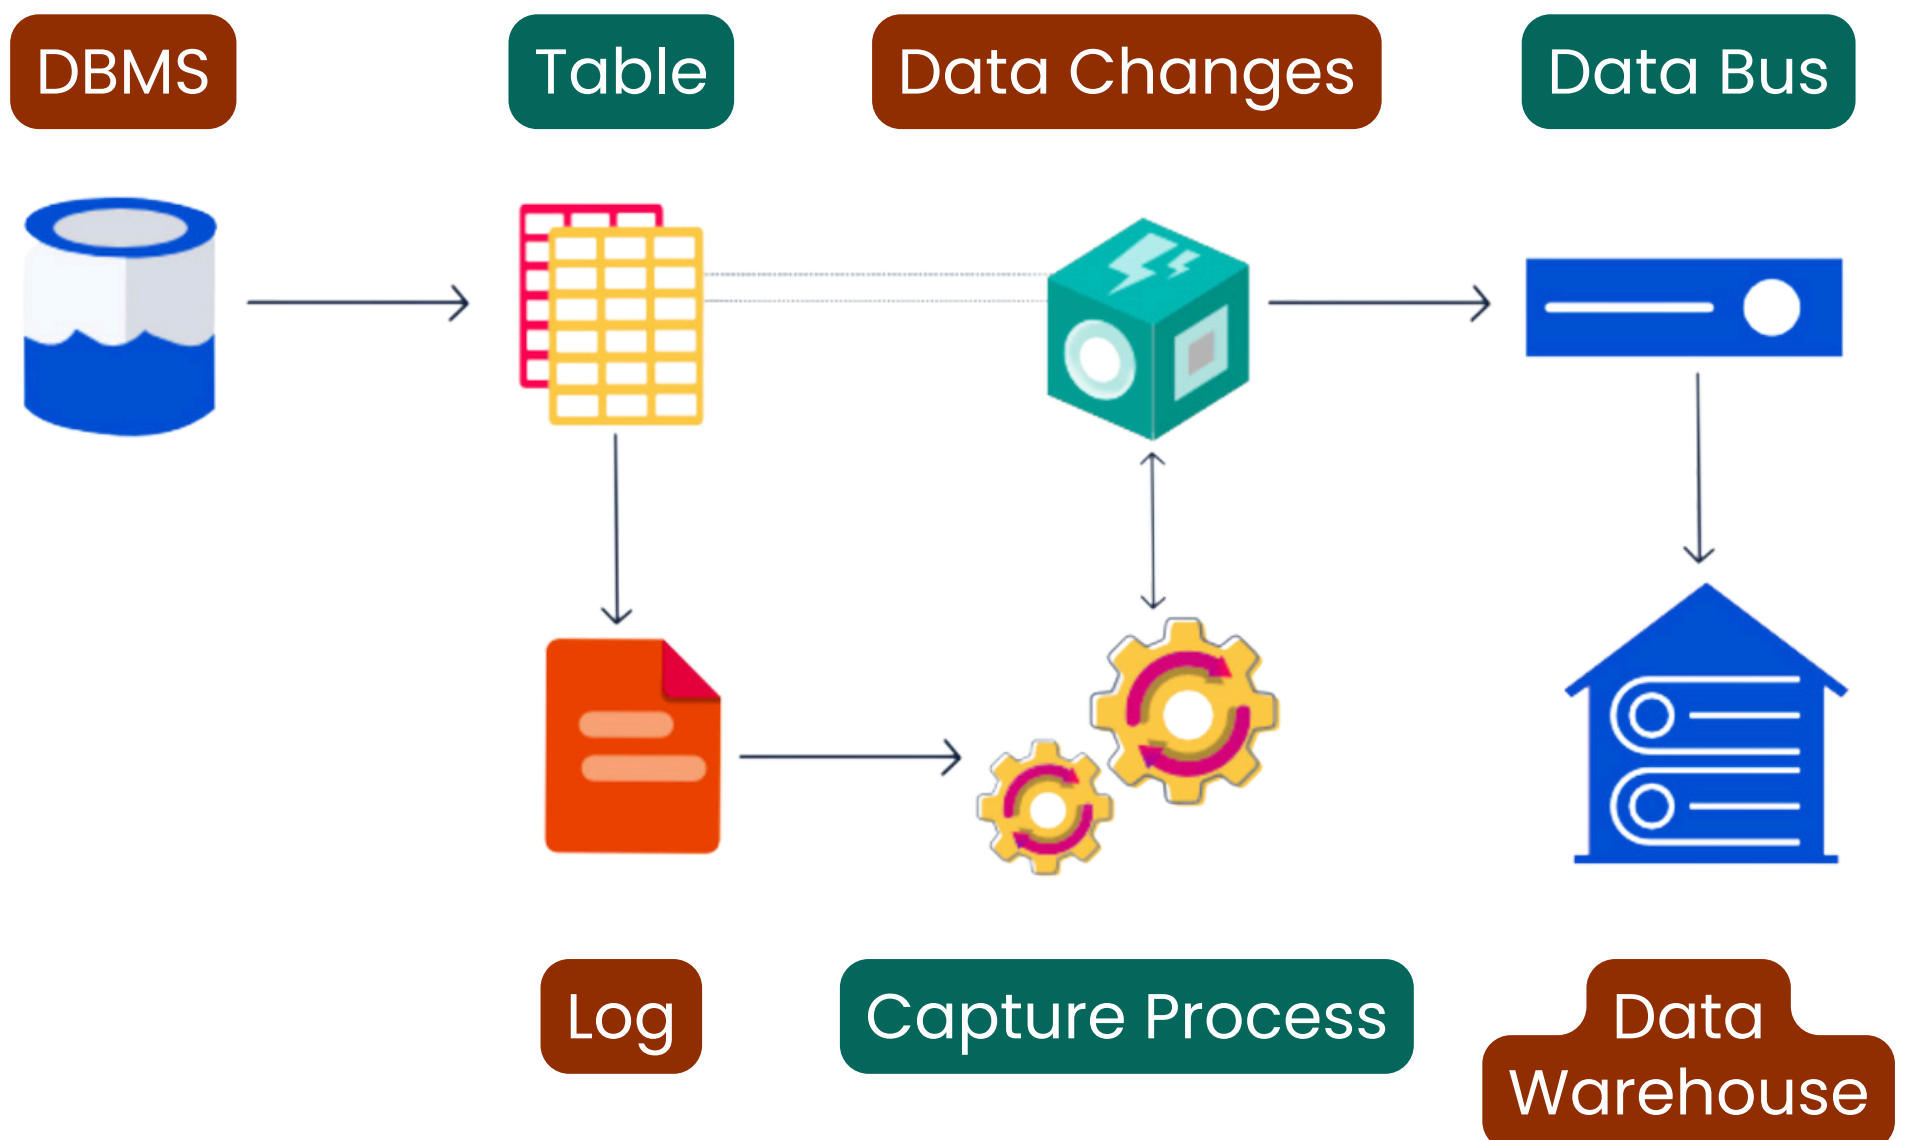 DBMS
Table
Data Changes
Data Bus
Log
Capture Process
Data
Warehouse